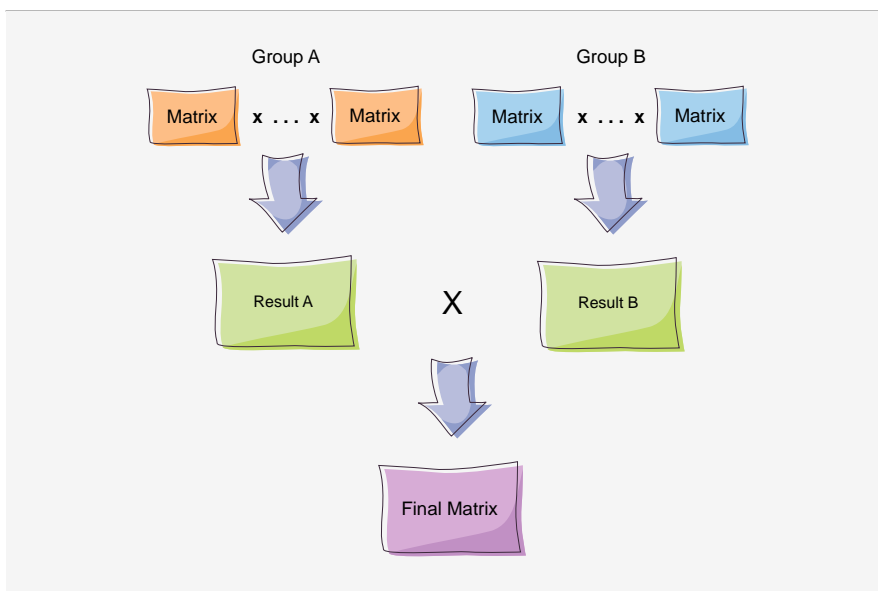 Group A Group B
Matrix x . . . x Matrix Matrix x . . . x Matrix
Result A X Result B
Final Matrix